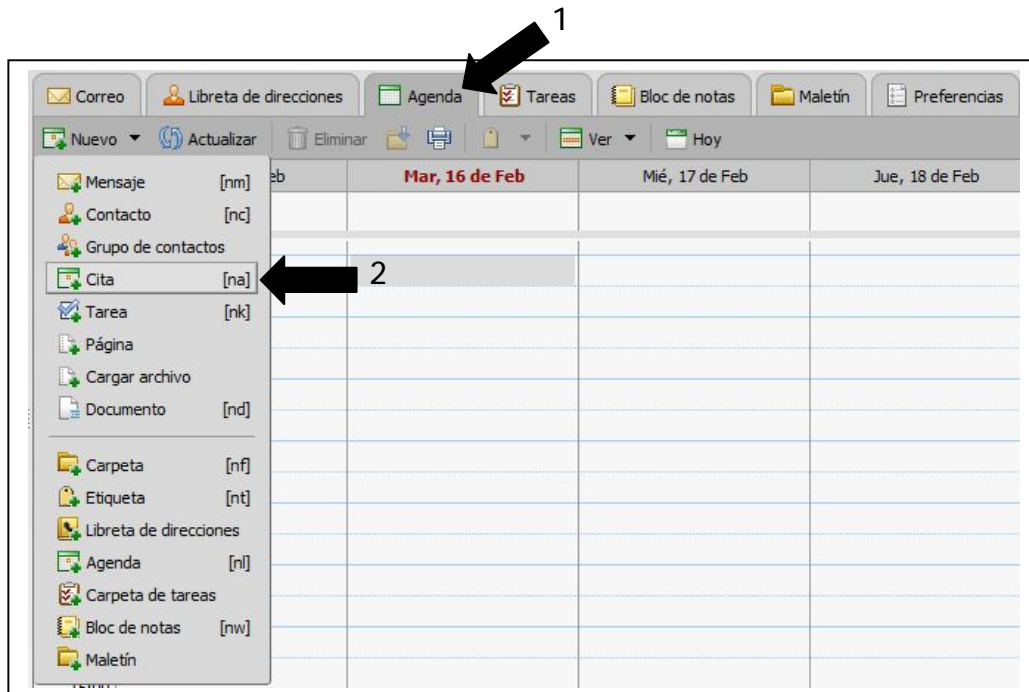 1
Correo Libreta de direcciones Agenda Tareas Bloc de notas Maletín Preferencias
Nuevo Actualizar Eliminar Ver Hoy
eb Mar, 16 de Feb Mié, 17 de Feb Jue, 18 de Feb
Mensaje [nm]
Contacto [nc]
Grupo de contactos
Cita [na] 2
Tarea [nk]
Página
Cargar archivo
Documento [nd]
Carpeta [nf]
Etiqueta [nt]
Libreta de direcciones
Agenda [nl]
Carpeta de tareas
Bloc de notas [nw]
Maletín